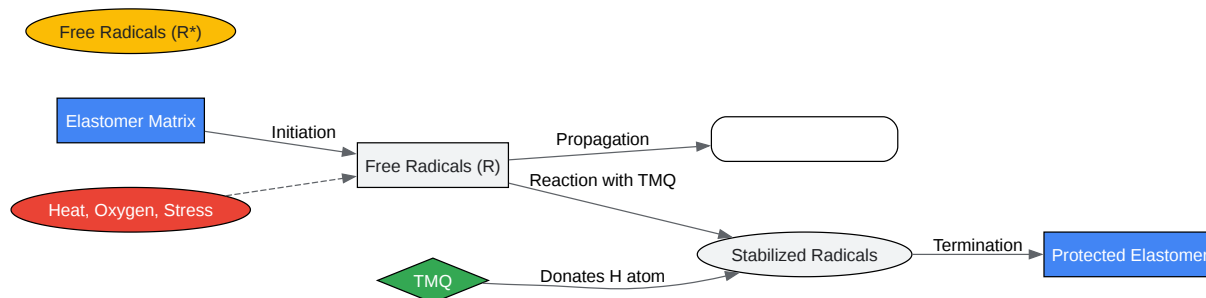 Free Radicals (R*)
Elastomer Matrix
Initiation
Propagation
Free Radicals (R)
Reaction with TMQ
Heat, Oxygen, Stress
Stabilized Radicals
Termination
Protected Elastomer
TMQ
Donates H atom